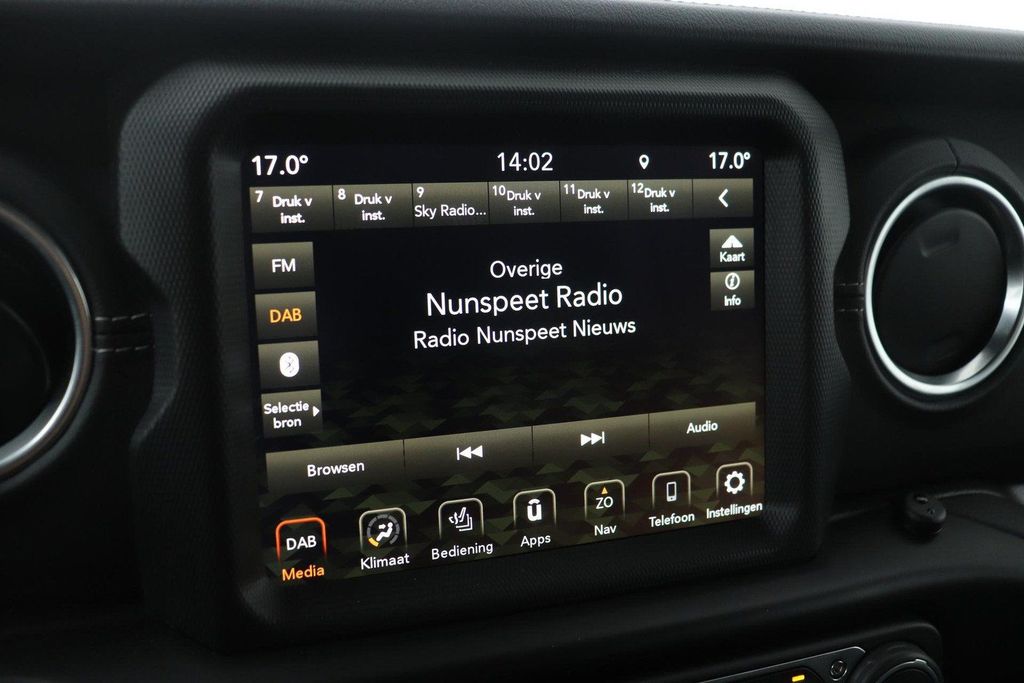 17.0° 14:02 17.0°
7 Druk v inst. 8 Druk v inst. 9 Sky Radio... 10 Druk v inst. 11 Druk v inst. 12 Druk v inst.
FM
DAB
Selectie bron
Overige
Nunspeet Radio
Radio Nunspeet Nieuws
Kaart
Info
Browsen Audio
DAB ZO
Media Klimaat Bediening Apps Nav Telefoon Instellingen